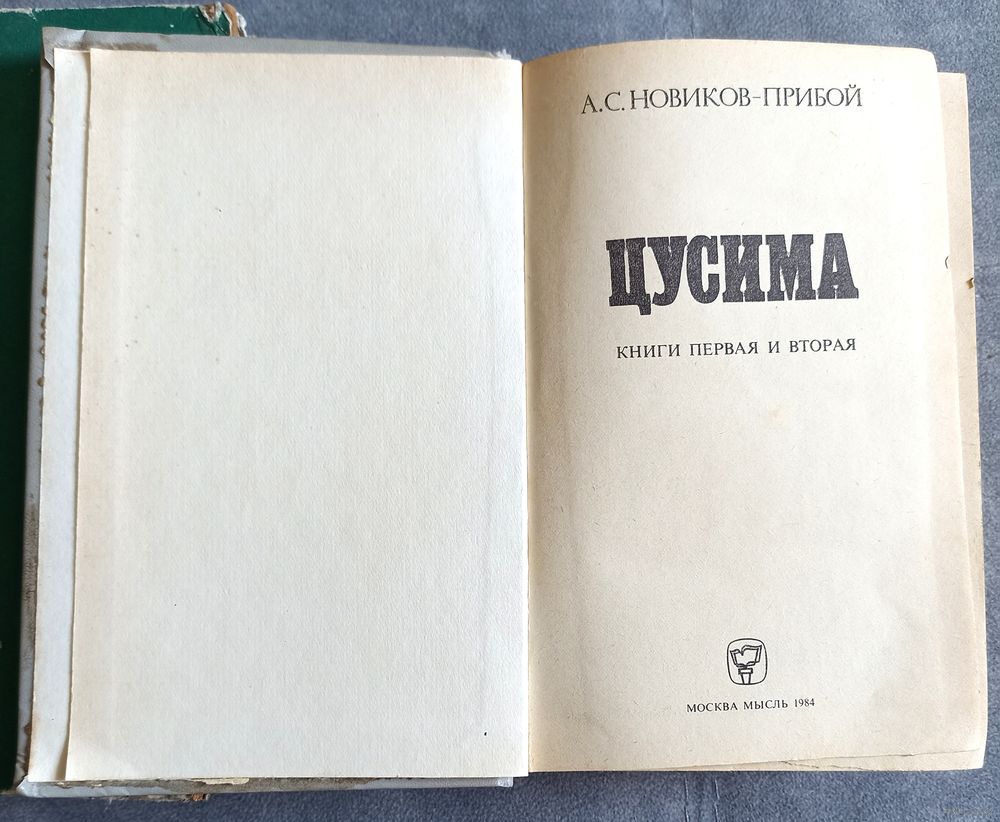 А.С. НОВИКОВ-ПРИБОЙ
ЦУСИМА
КНИГИ ПЕРВАЯ И ВТОРАЯ
МОСКВА МЫСЛЬ 1984